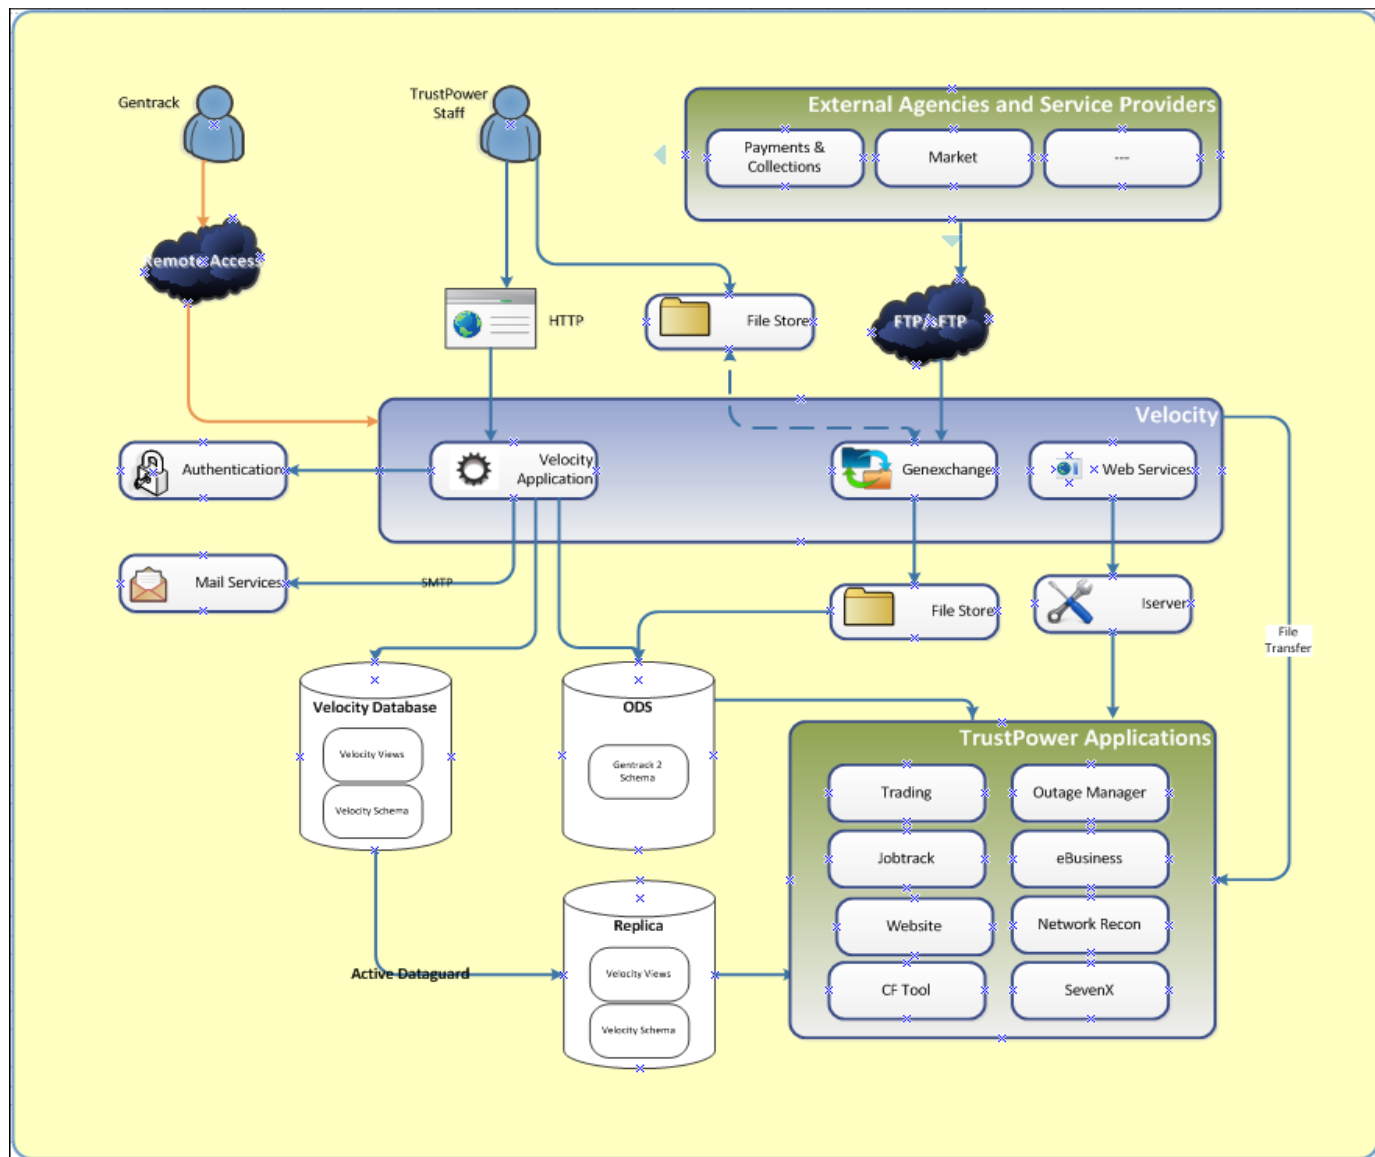 Gentrack
TrustPower
Staff
External Agencies and Service Providers
Payments &
Collections
Market
---
Remote Access
HTTP
File Store
FTP/sFTP
Velocity
Authentication
Velocity
Application
Genexchange
Web Services
Mail Services
SMTP
File Store
Iserver
File
Transfer
Velocity Database
Velocity Views
Velocity Schema
ODS
Gentrack 2
Schema
TrustPower Applications
Trading
Outage Manager
Jobtrack
eBusiness
Website
Network Recon
CF Tool
SevenX
Replica
Velocity Views
Velocity Schema
Active Dataguard